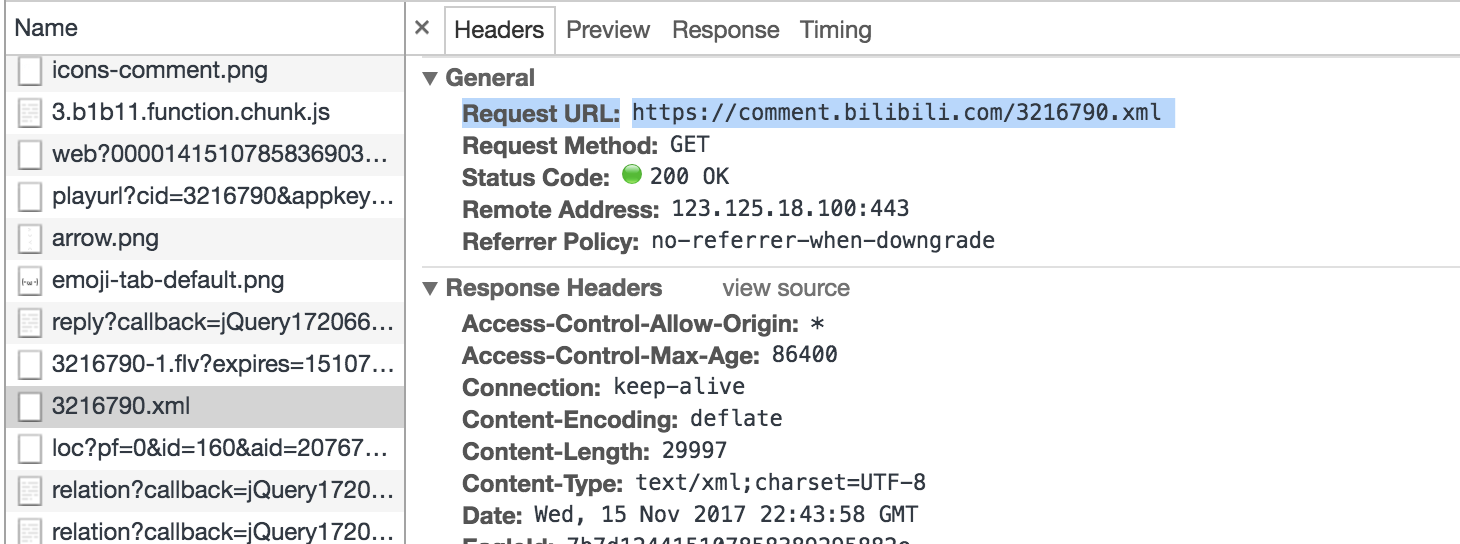 Name
icons-comment.png
3.b1b11.function.chunk.js
web?0000141510785836903...
playurl?cid=3216790&appkey...
arrow.png
emoji-tab-default.png
reply?callback=jQuery172066...
3216790-1.flv?expires=15107...
3216790.xml
loc?pf=0&id=160&aid=20767...
relation?callback=jQuery1720...
relation?callback=jQuery1720...
× Headers Preview Response Timing
▼ General
Request URL: https://comment.bilibili.com/3216790.xml
Request Method: GET
Status Code: 200 OK
Remote Address: 123.125.18.100:443
Referrer Policy: no-referrer-when-downgrade
▼ Response Headers view source
Access-Control-Allow-Origin: *
Access-Control-Max-Age: 86400
Connection: keep-alive
Content-Encoding: deflate
Content-Length: 29997
Content-Type: text/xml;charset=UTF-8
Date: Wed, 15 Nov 2017 22:43:58 GMT